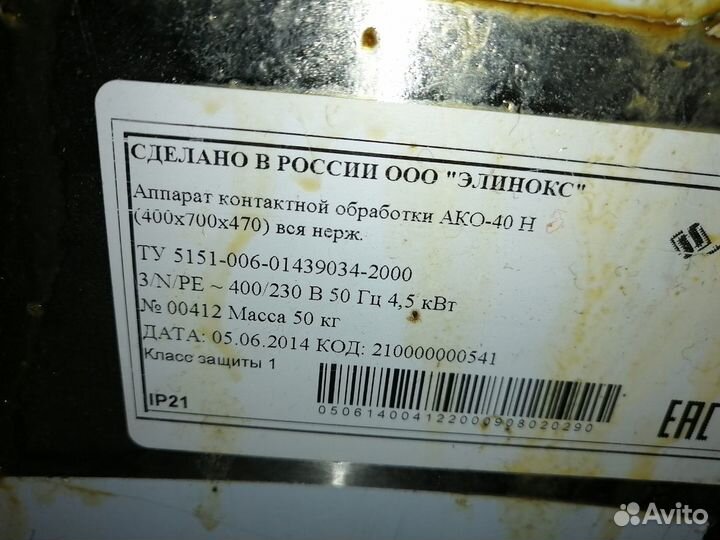 СДЕЛАНО В РОССИИ ООО "ЭЛИНОКС"
Аппарат контактной обработки АКО-40 Н
(400x700x470) вся нерж.
ТУ 5151-006-01439034-2000
3/N/PE ~ 400/230 В 50 Гц 4,5 кВт
№ 00412 Масса 50 кг
ДАТА: 05.06.2014 КОД: 210000000541
Класс защиты 1
IP21
05061400412200090802​0290
EAC
Avito